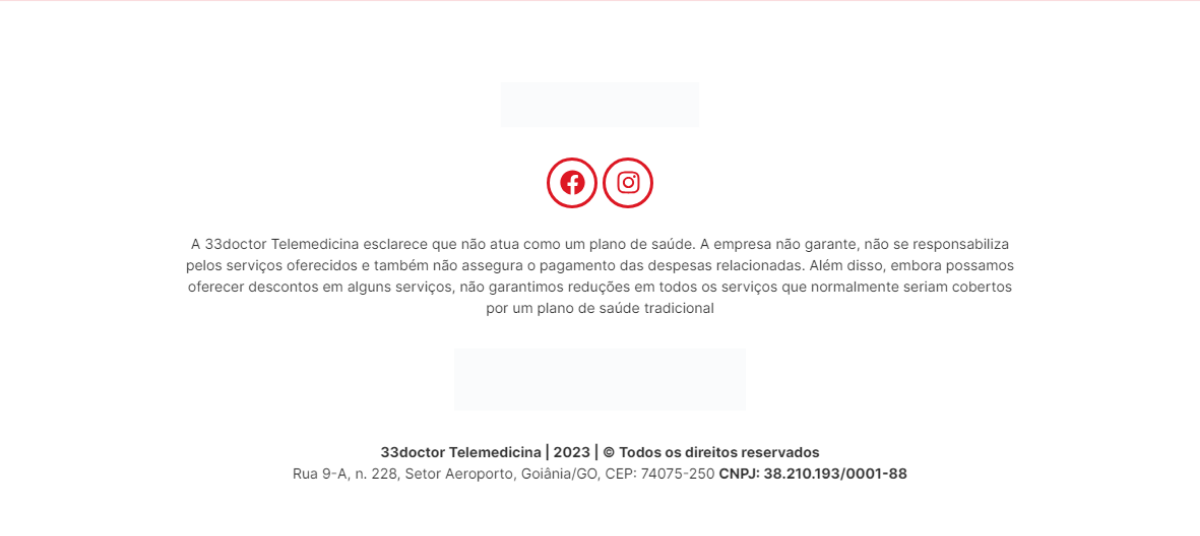 A 33doctor Telemedicina esclarece que não atua como um plano de saúde. A empresa não garante, não se responsabiliza
pelos serviços oferecidos e também não assegura o pagamento das despesas relacionadas. Além disso, embora possamos
oferecer descontos em alguns serviços, não garantimos reduções em todos os serviços que normalmente seriam cobertos
por um plano de saúde tradicional
33doctor Telemedicina | 2023 | © Todos os direitos reservados
Rua 9-A, n. 228, Setor Aeroporto, Goiânia/GO, CEP: 74075-250 CNPJ: 38.210.193/0001-88